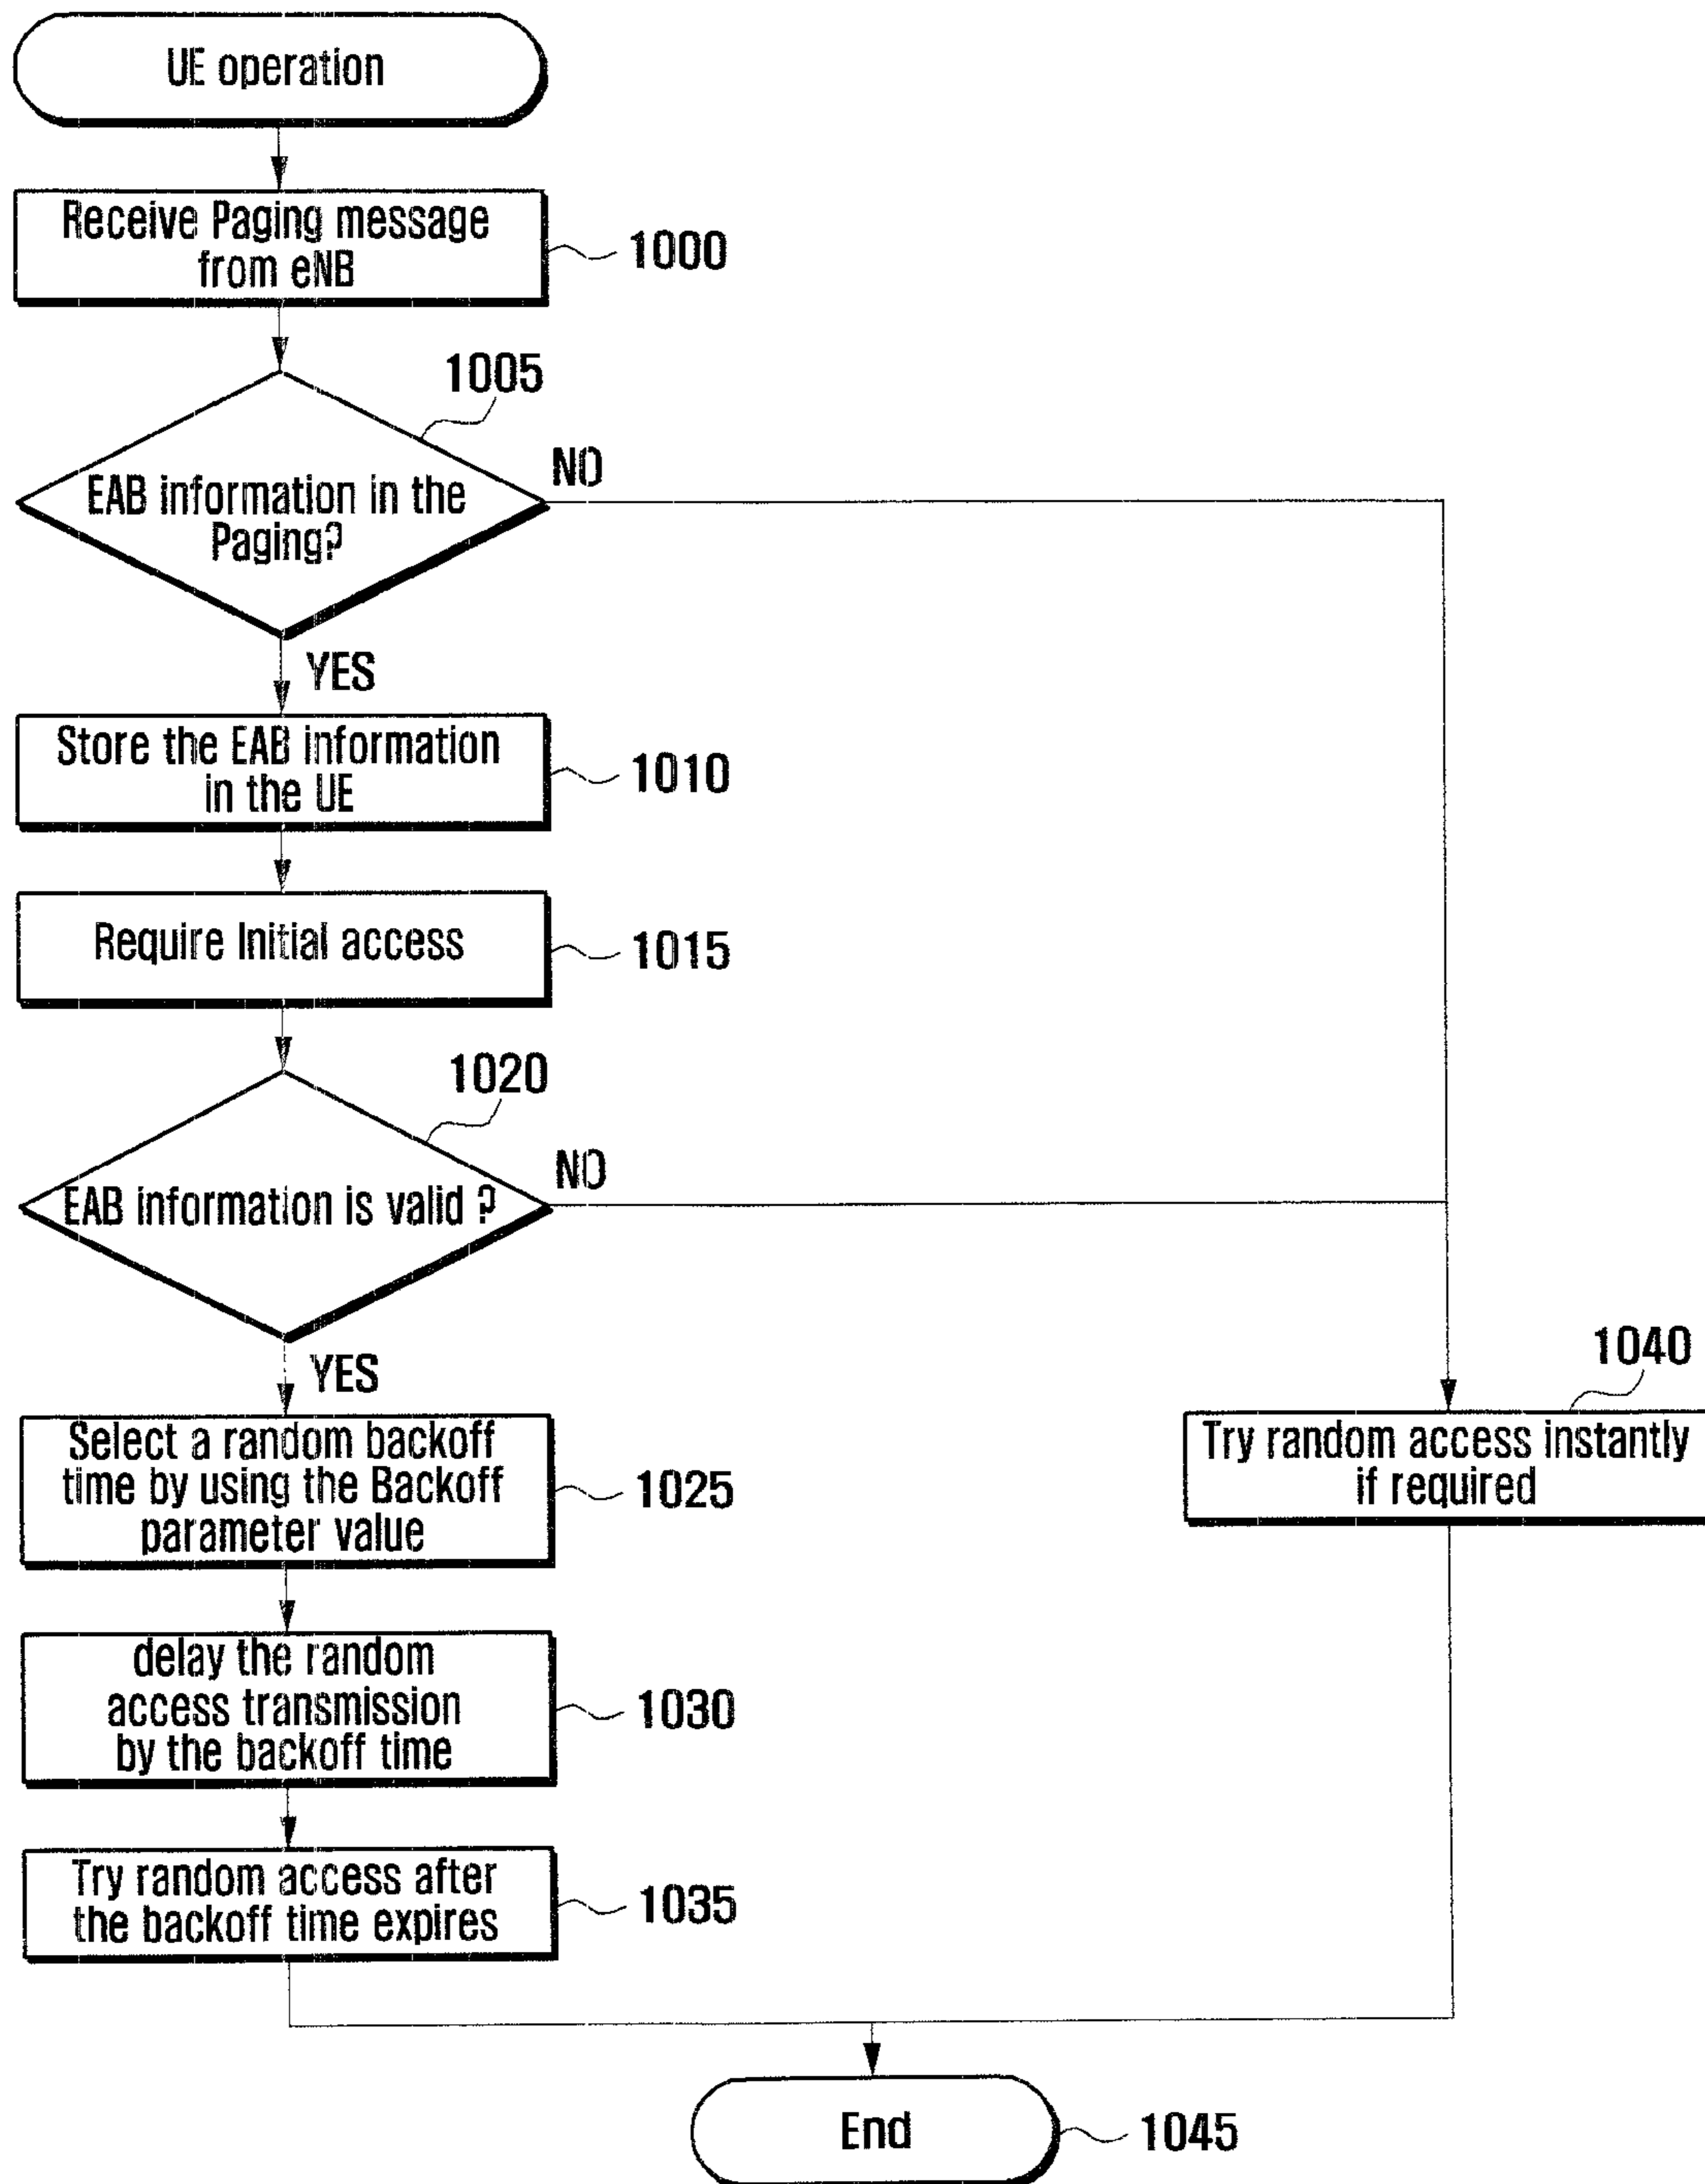 UE operation
Receive Paging message
from eNB
1000
1005
EAB information in the
Paging?
NO
YES
Store the EAB information
in the UE
1010
Require Initial access
1015
1020
EAB information is valid ?
NO
YES
Select a random backoff
time by using the Backoff
parameter value
1025
1040
Try random access instantly
if required
delay the random
access transmission
by the backoff time
1030
Try random access after
the backoff time expires
1035
End
1045